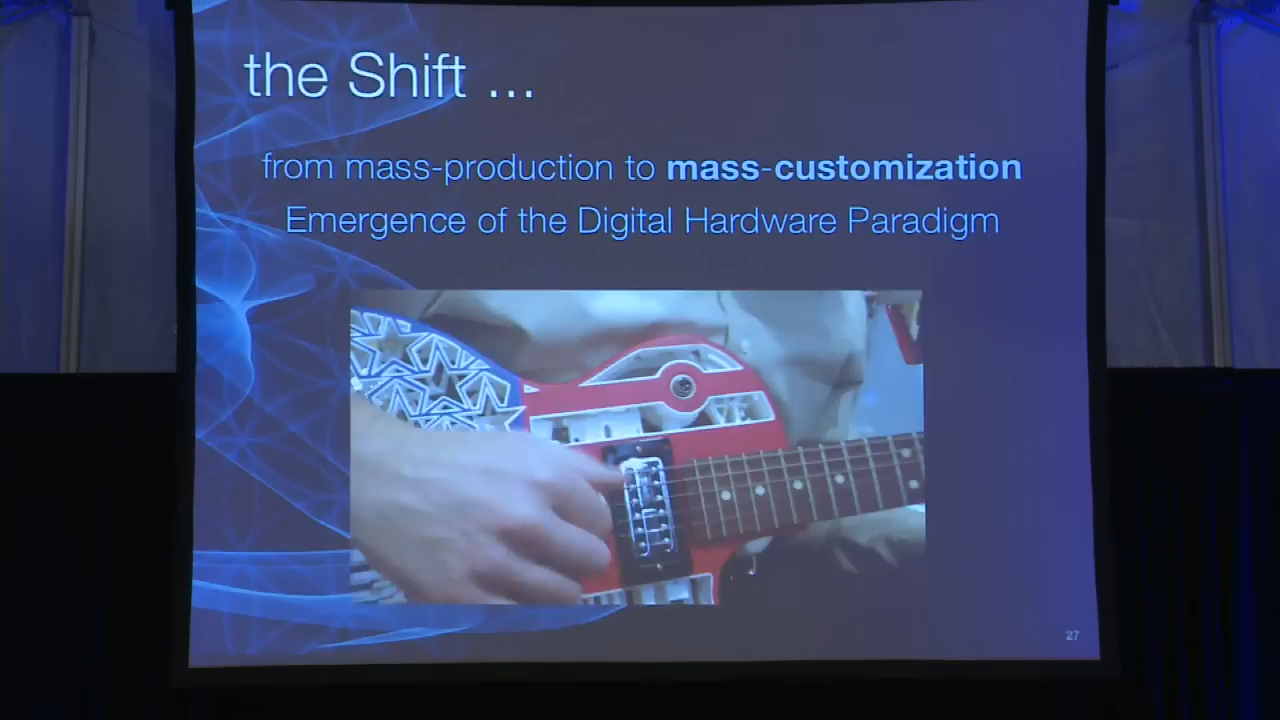 the Shift ...
from mass-production to mass-customization
Emergence of the Digital Hardware Paradigm
27